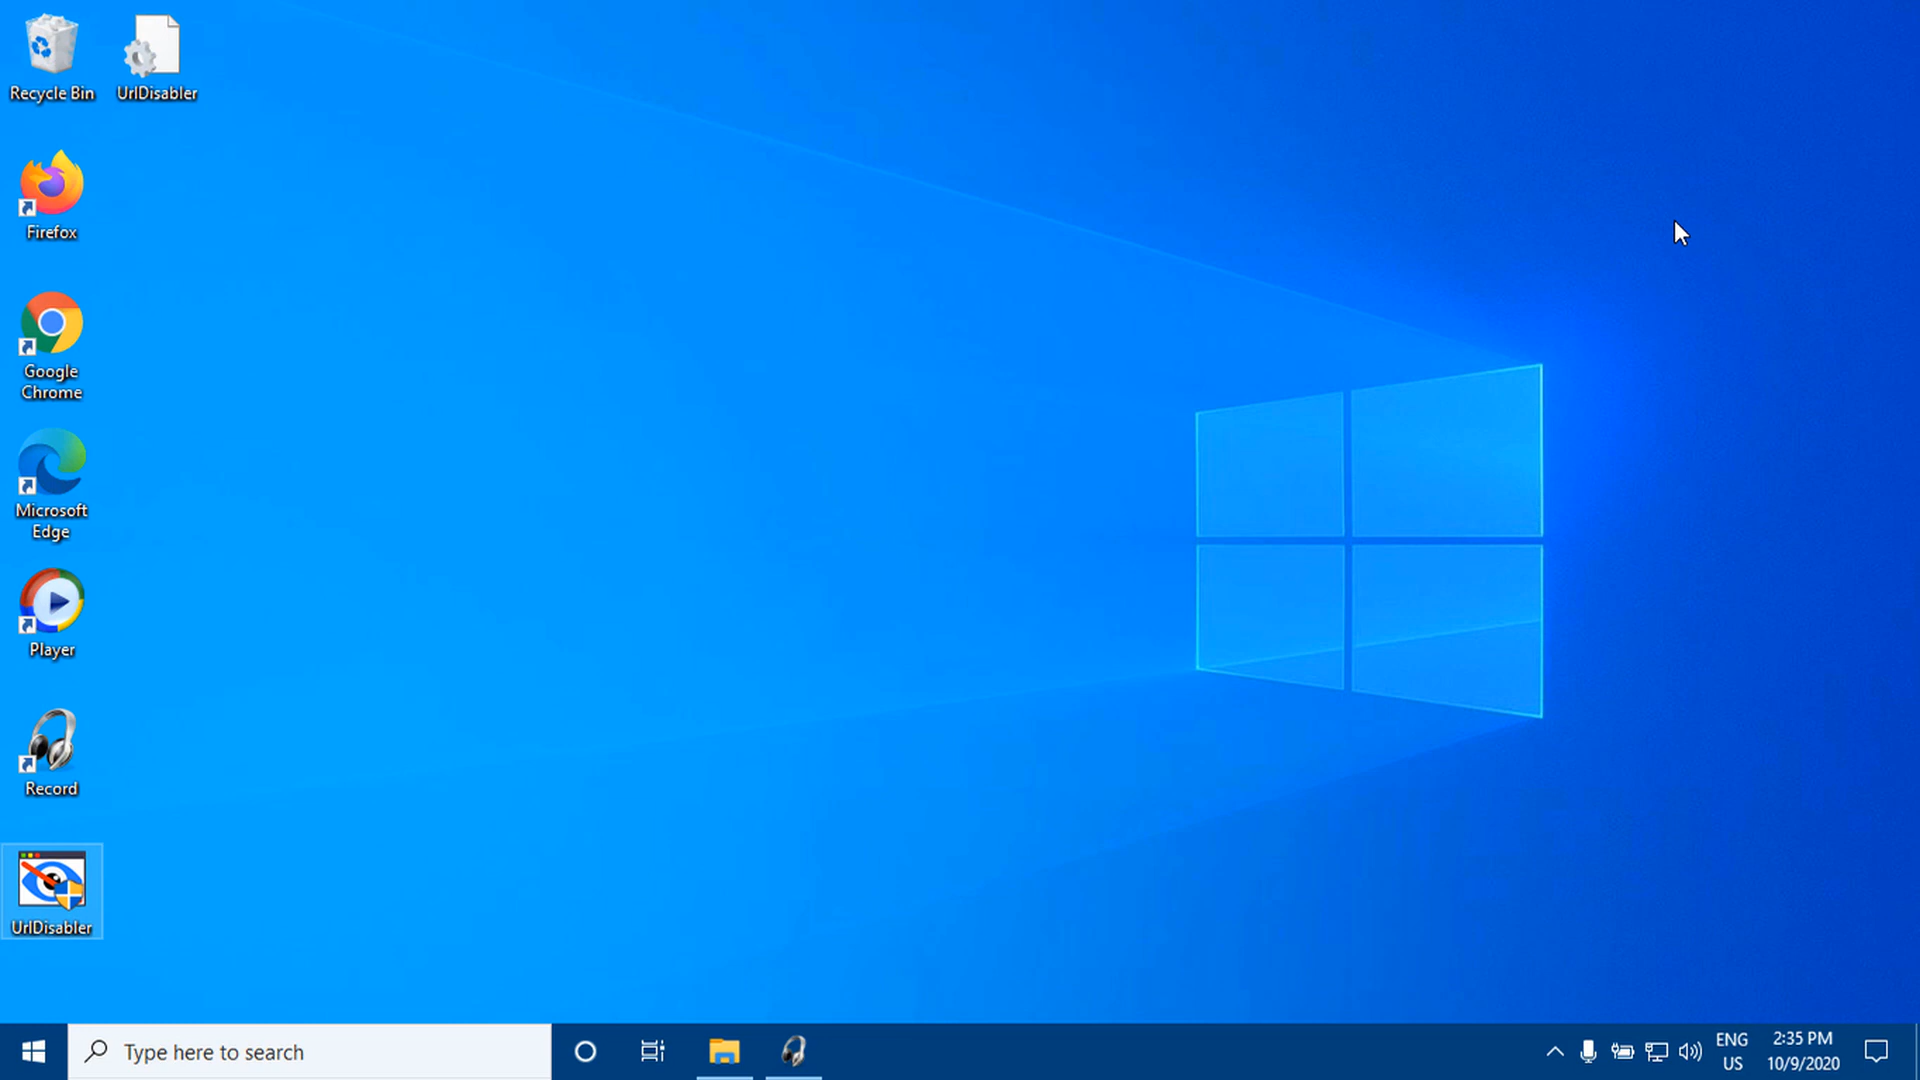 Recycle Bin
UrlDisabler
Firefox
Google
Chrome
Microsoft
Edge
Player
Record
UrlDisabler
Type here to search
ENG
US
2:35 PM
10/9/2020